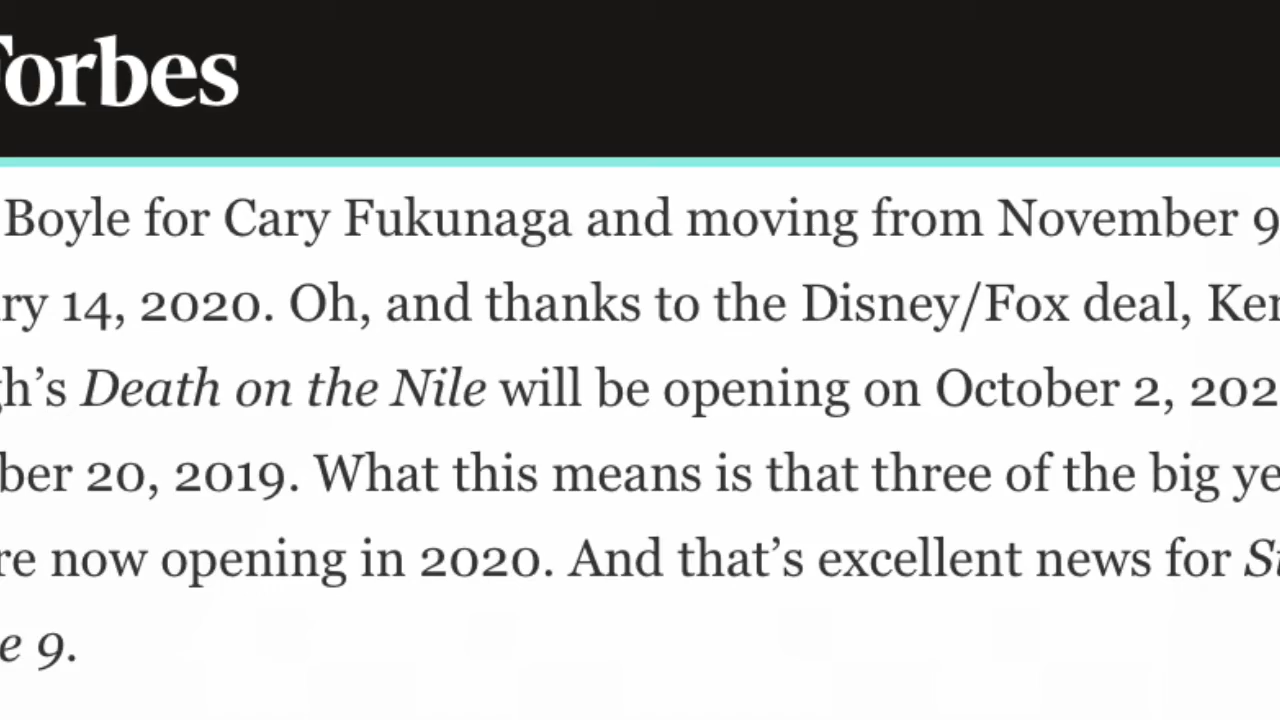 Forbes
Boyle for Cary Fukunaga and moving from November 9
ry 14, 2020. Oh, and thanks to the Disney/Fox deal, Ken
gh's Death on the Nile will be opening on October 2, 202
ber 20, 2019. What this means is that three of the big ye
re now opening in 2020. And that's excellent news for St
e 9.